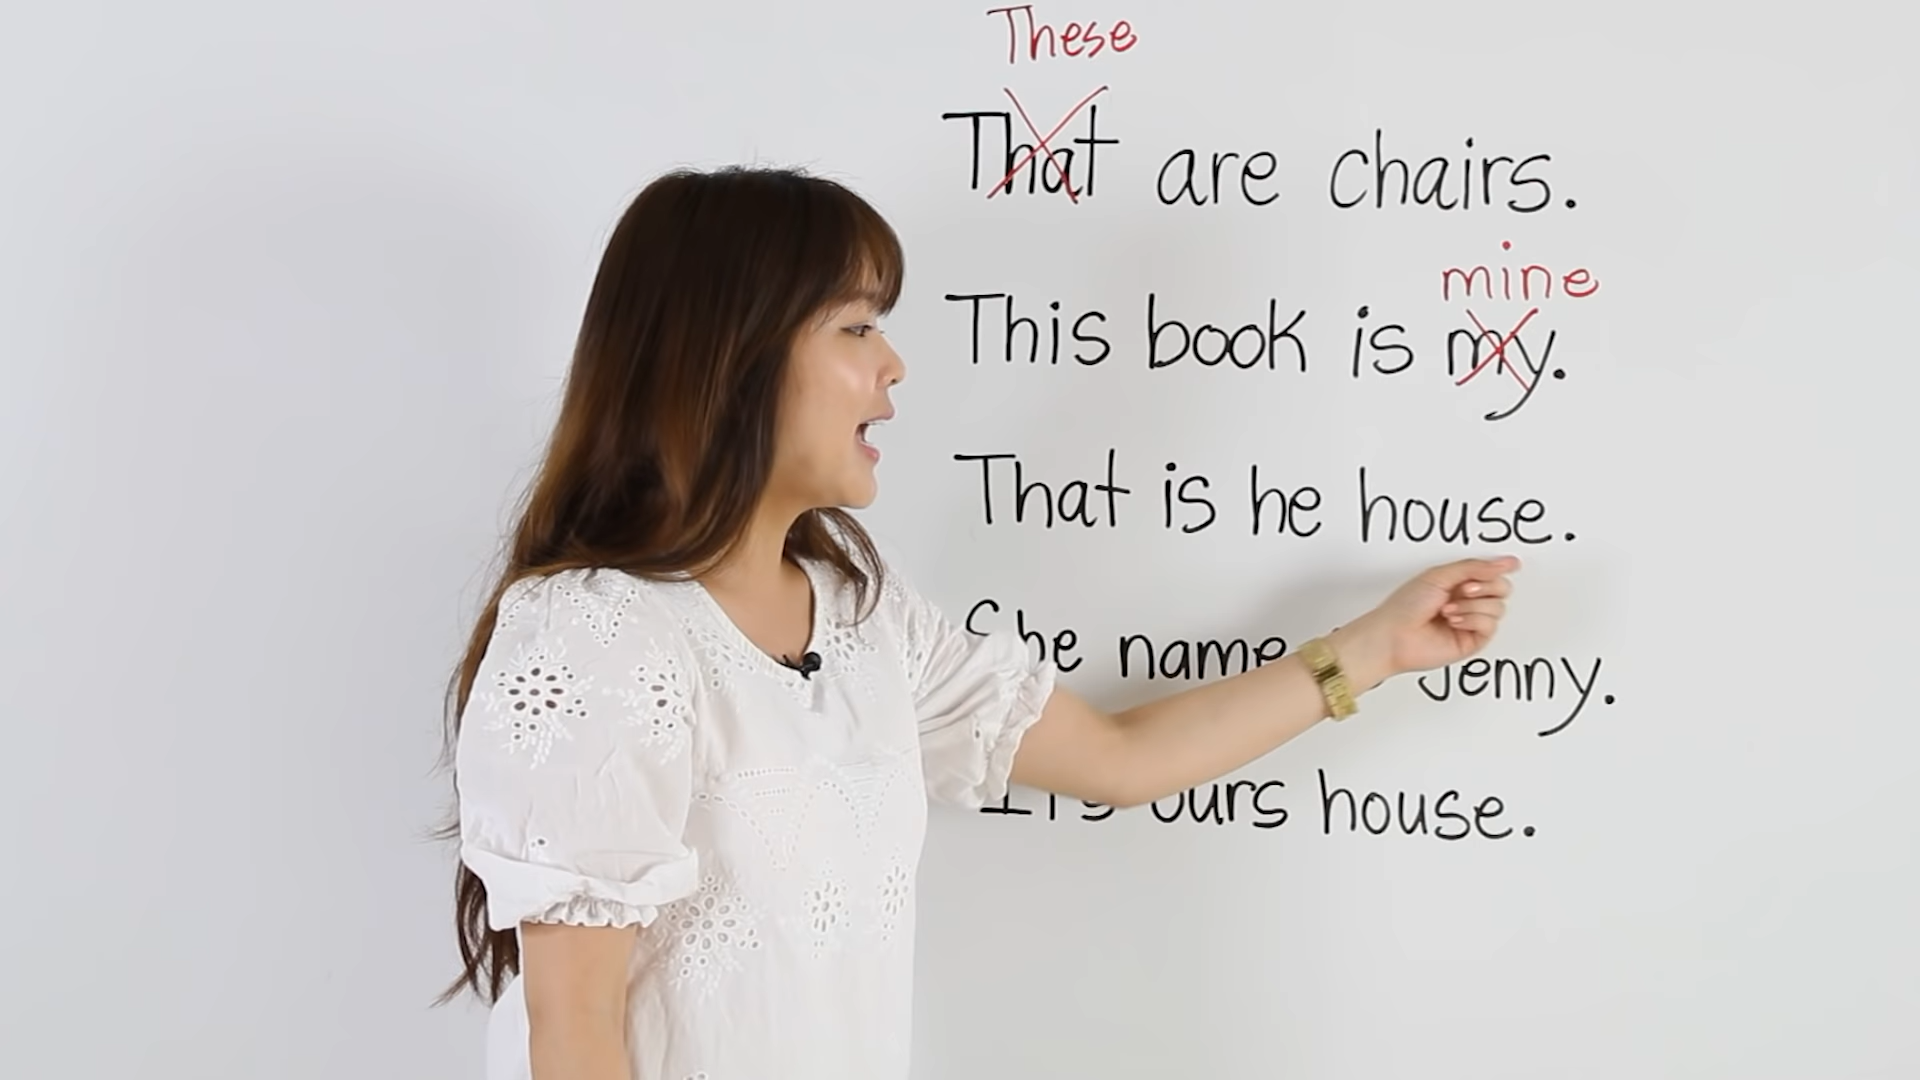 These
That are chairs.
mine
This book is my.
That is he house.
She name Jenny.
It's ours house.